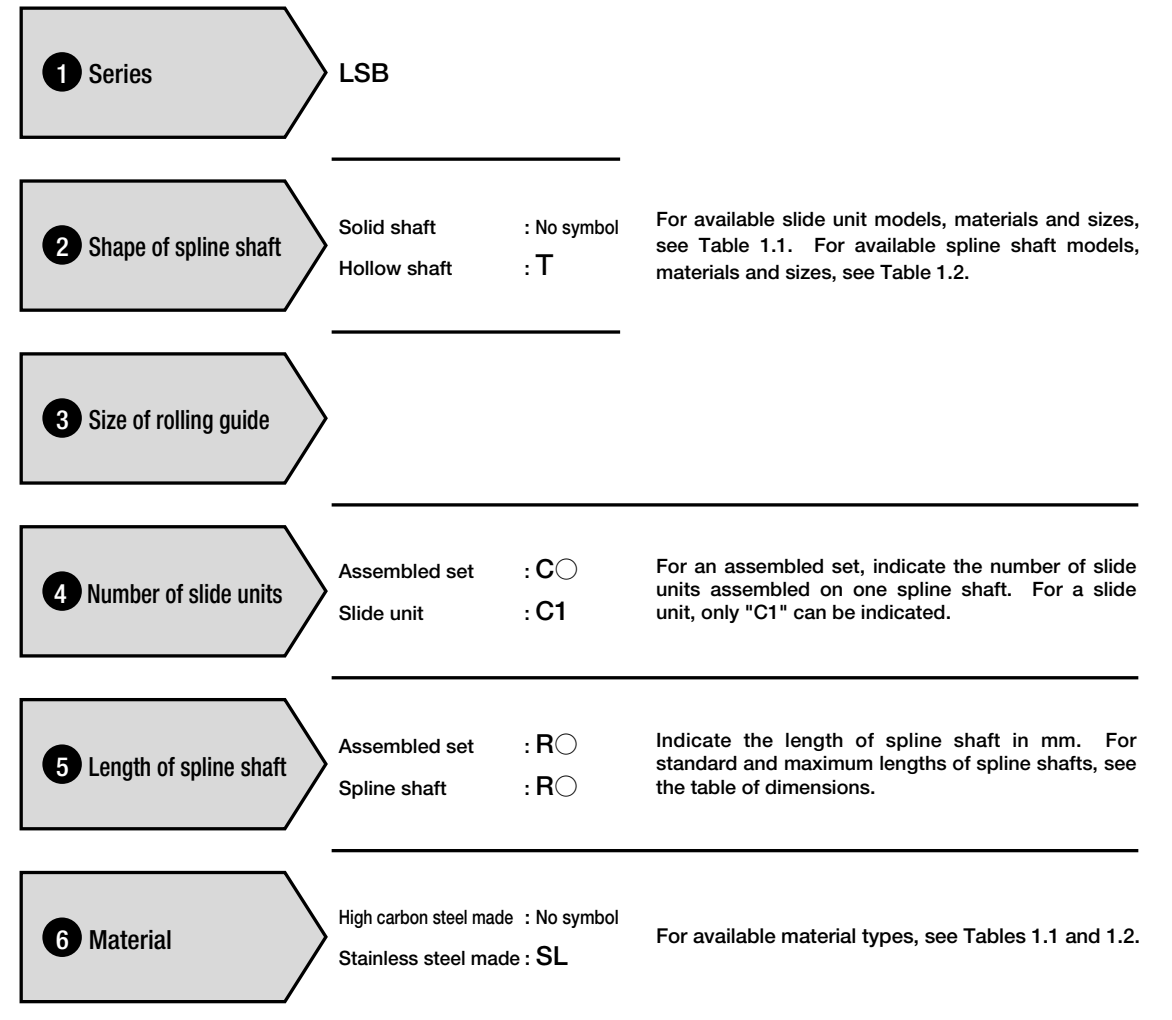 1 Series
LSB
2 Shape of spline shaft
Solid shaft : No symbol
Hollow shaft : T
For available slide unit models, materials and sizes,
see Table 1.1. For available spline shaft models,
materials and sizes, see Table 1.2.
3 Size of rolling guide
4 Number of slide units
Assembled set : C○
Slide unit : C1
For an assembled set, indicate the number of slide
units assembled on one spline shaft. For a slide
unit, only "C1" can be indicated.
5 Length of spline shaft
Assembled set : R○
Spline shaft : R○
Indicate the length of spline shaft in mm. For
standard and maximum lengths of spline shafts, see
the table of dimensions.
6 Material
High carbon steel made : No symbol
Stainless steel made : SL
For available material types, see Tables 1.1 and 1.2.